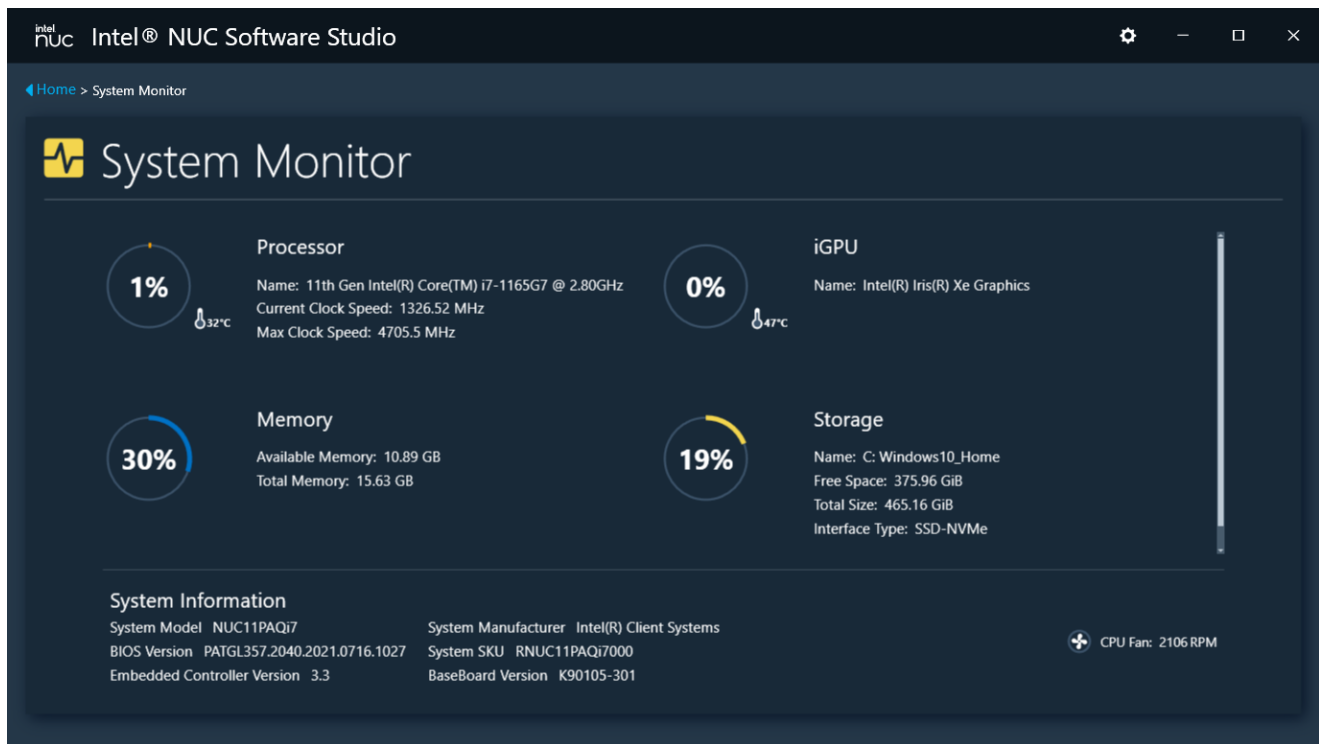 intel nuc Intel® NUC Software Studio
Home > System Monitor
System Monitor
1%
32°C
Processor
Name: 11th Gen Intel(R) Core(TM) i7-1165G7 @ 2.80GHz
Current Clock Speed: 1326.52 MHz
Max Clock Speed: 4705.5 MHz
0%
47°C
iGPU
Name: Intel(R) Iris(R) Xe Graphics
30%
Memory
Available Memory: 10.89 GB
Total Memory: 15.63 GB
19%
Storage
Name: C: Windows10_Home
Free Space: 375.96 GiB
Total Size: 465.16 GiB
Interface Type: SSD-NVMe
System Information
System Model NUC11PAQi7
BIOS Version PATGL357.2040.2021.0716.1027
Embedded Controller Version 3.3
System Manufacturer Intel(R) Client Systems
System SKU RNUC11PAQi7000
BaseBoard Version K90105-301
CPU Fan: 2106 RPM